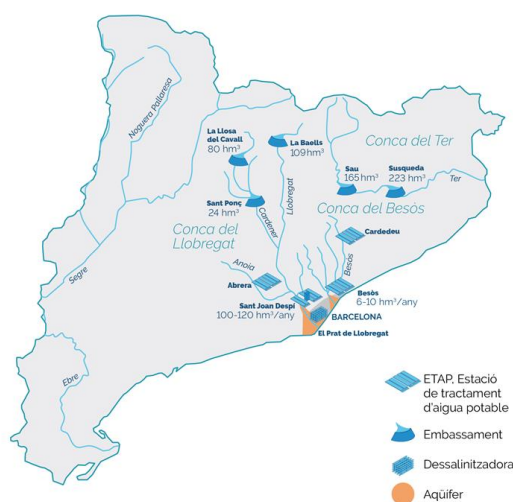 Noguera Pallaresa
La Llosa
del Cavall
80 hm³
La Baells
109hm³
Conca del Ter
Sau
165 hm³
Susqueda
223 hm³
Ter
Sant Ponç
24 hm³
Cardener
Llobregat
Conca del Besòs
Conca del
Llobregat
Cardedeu
Besòs
Segre
Anoia
Abrera
Sant Joan Despí
100-120 hm³/any
Besòs
6-10 hm³/any
BARCELONA
El Prat de Llobregat
Ebre
ETAP, Estació
de tractament
d'aigua potable
Embassament
Dessalinitzadora
Aqüífer